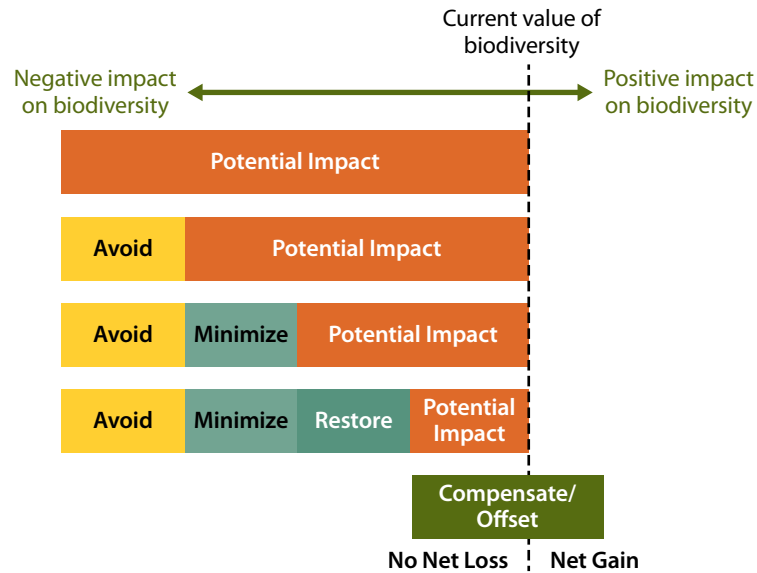 Current value of
biodiversity
Negative impact
on biodiversity
Positive impact
on biodiversity
Potential Impact
Avoid
Potential Impact
Avoid
Minimize
Potential Impact
Avoid
Minimize
Restore
Potential
Impact
Compensate/
Offset
No Net Loss
Net Gain